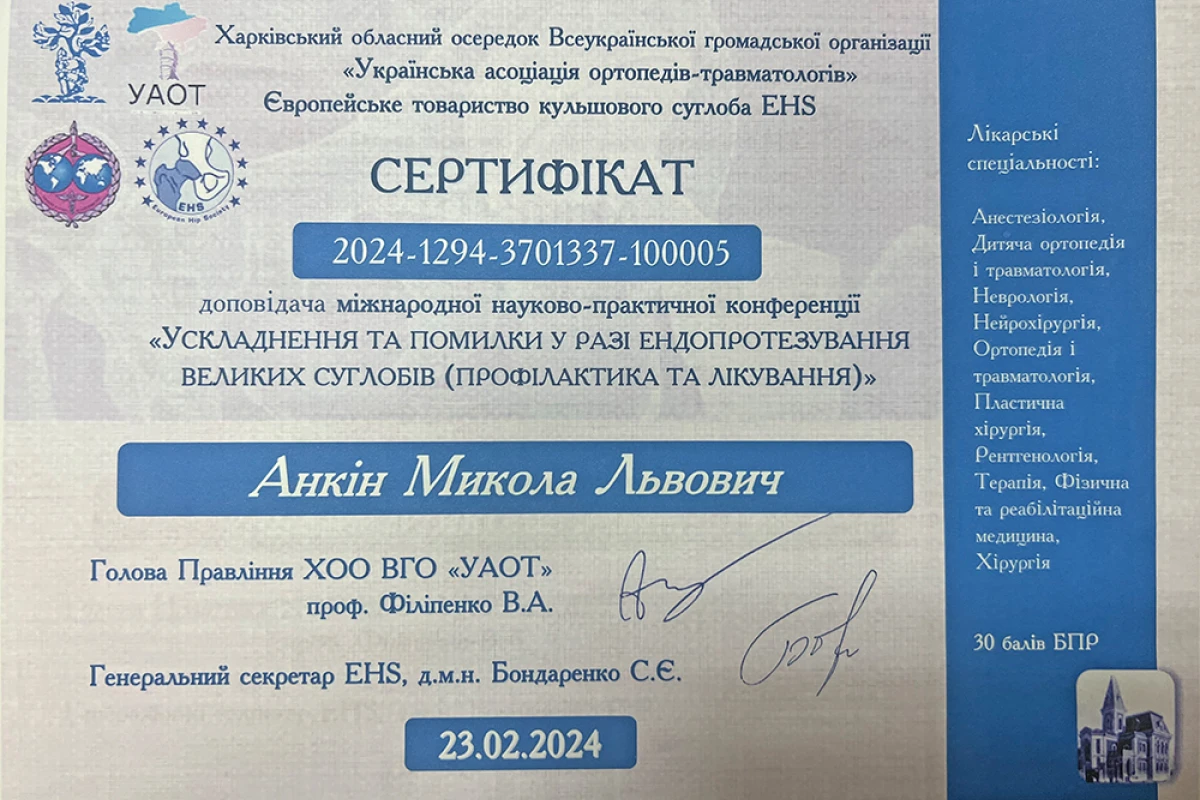 УАОТ
EHS
European Hip Society
Харківський обласний осередок Всеукраїнської громадської організації
«Українська асоціація ортопедів-травматологів»
Європейське товариство кульшового суглоба EHS
СЕРТИФІКАТ
2024-1294-3701337-100005
доповідача міжнародної науково-практичної конференції
«УСКЛАДНЕННЯ ТА ПОМИЛКИ У РАЗІ ЕНДОПРОТЕЗУВАННЯ
ВЕЛИКИХ СУГЛОБІВ (ПРОФІЛАКТИКА ТА ЛІКУВАННЯ)»
Анкін Микола Львович
Голова Правління ХОО ВГО «УАОТ»
проф. Філіпенко В.А.
Генеральний секретар EHS, д.м.н. Бондаренко С.Є.
23.02.2024
Лікарські
спеціальності:
Анестезіологія,
Дитяча ортопедія
і травматологія,
Неврологія,
Нейрохірургія,
Ортопедія і
травматологія,
Пластична
хірургія,
Рентгенологія,
Терапія, Фізична
та реабілітаційна
медицина,
Хірургія
30 балів БПР